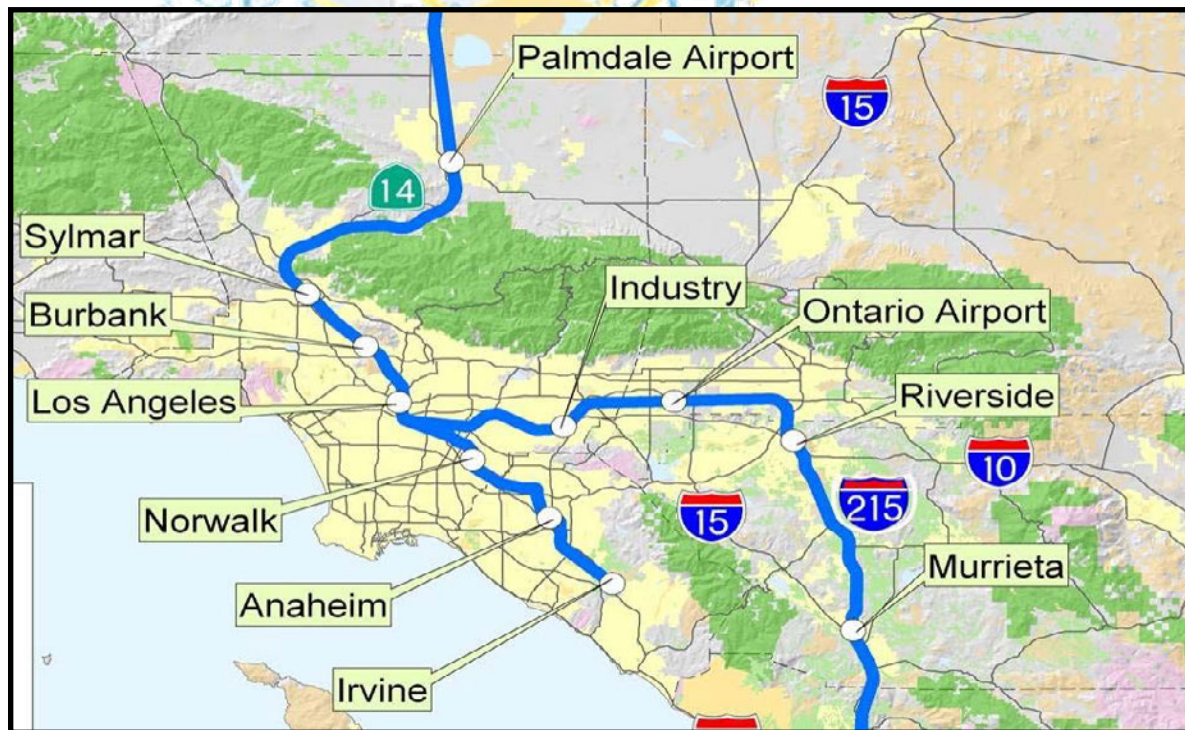 Palmdale Airport
15
14
Sylmar
Industry
Burbank
Ontario Airport
Los Angeles
Riverside
10
Norwalk
15
215
Murrieta
Anaheim
Irvine